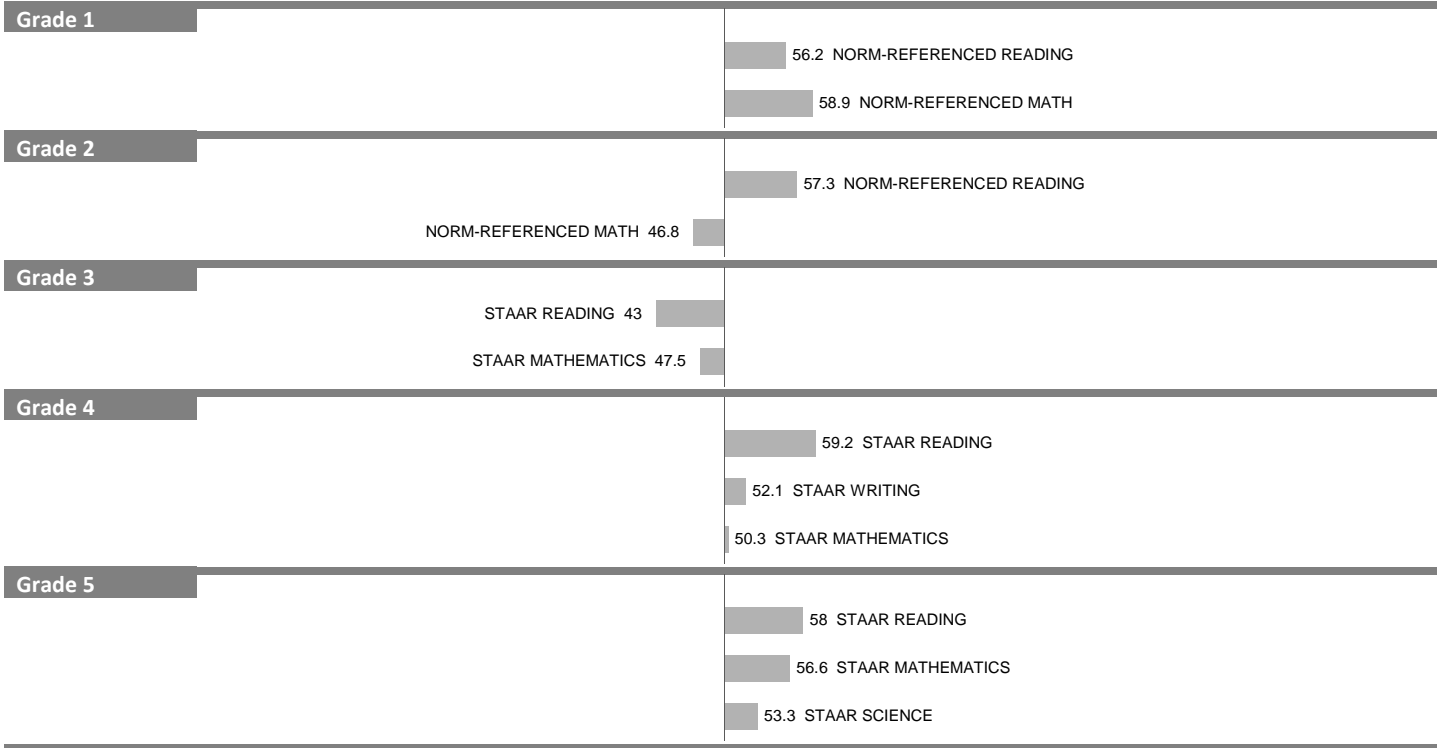 Grade 1
56.2 NORM-REFERENCED READING
58.9 NORM-REFERENCED MATH
Grade 2
57.3 NORM-REFERENCED READING
NORM-REFERENCED MATH 46.8
Grade 3
STAAR READING 43
STAAR MATHEMATICS 47.5
Grade 4
59.2 STAAR READING
52.1 STAAR WRITING
50.3 STAAR MATHEMATICS
Grade 5
58 STAAR READING
56.6 STAAR MATHEMATICS
53.3 STAAR SCIENCE